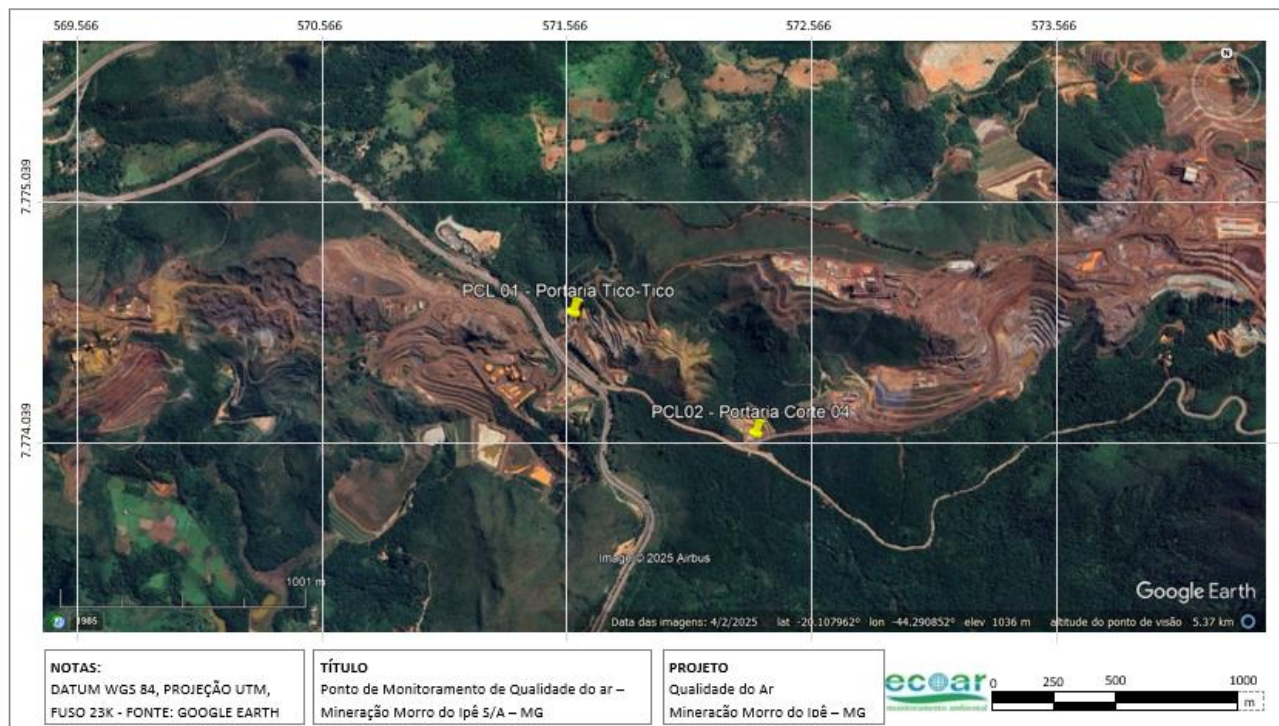 569.566 570.566 571.566 572.566 573.566
N
7.775.039
PCL 01 - Portaria Tico-Tico
PCL02 - Portaria Corte 04
7.774.039
Image © 2025 Airbus
1001 m
Google Earth
1985
Data das imagens: 4/2/2025 lat -20.107962° lon -44.290852° elev 1036 m altitude do ponto de visão 5.37 km
NOTAS:
DATUM WGS 84, PROJEÇÃO UTM,
FUSO 23K - FONTE: GOOGLE EARTH
TÍTULO
Ponto de Monitoramento de Qualidade do ar –
Mineração Morro do Ipê S/A – MG
PROJETO
Qualidade do Ar
Mineração Morro do Ipê – MG
ecoar
monitoramento ambiental
0 250 500 1000
m